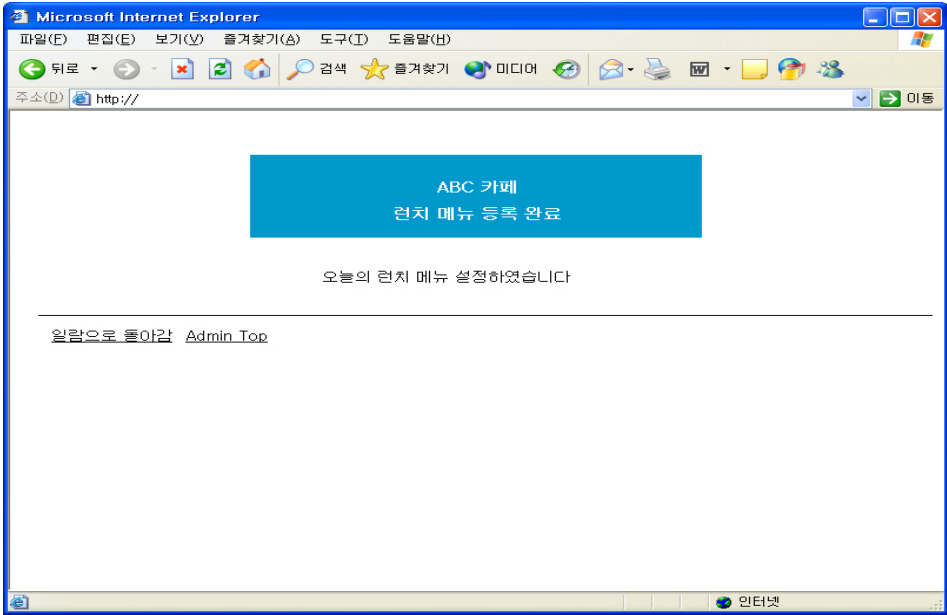 Microsoft Internet Explorer
파일(F) 편집(E) 보기(V) 즐겨찾기(A) 도구(T) 도움말(H)
뒤로 검색 즐겨찾기 미디어
주소(D) http:// 이동
ABC 카페
런치 메뉴 등록 완료
오늘의 런치 메뉴 설정하였습니다
일람으로 돌아감 Admin Top
인터넷